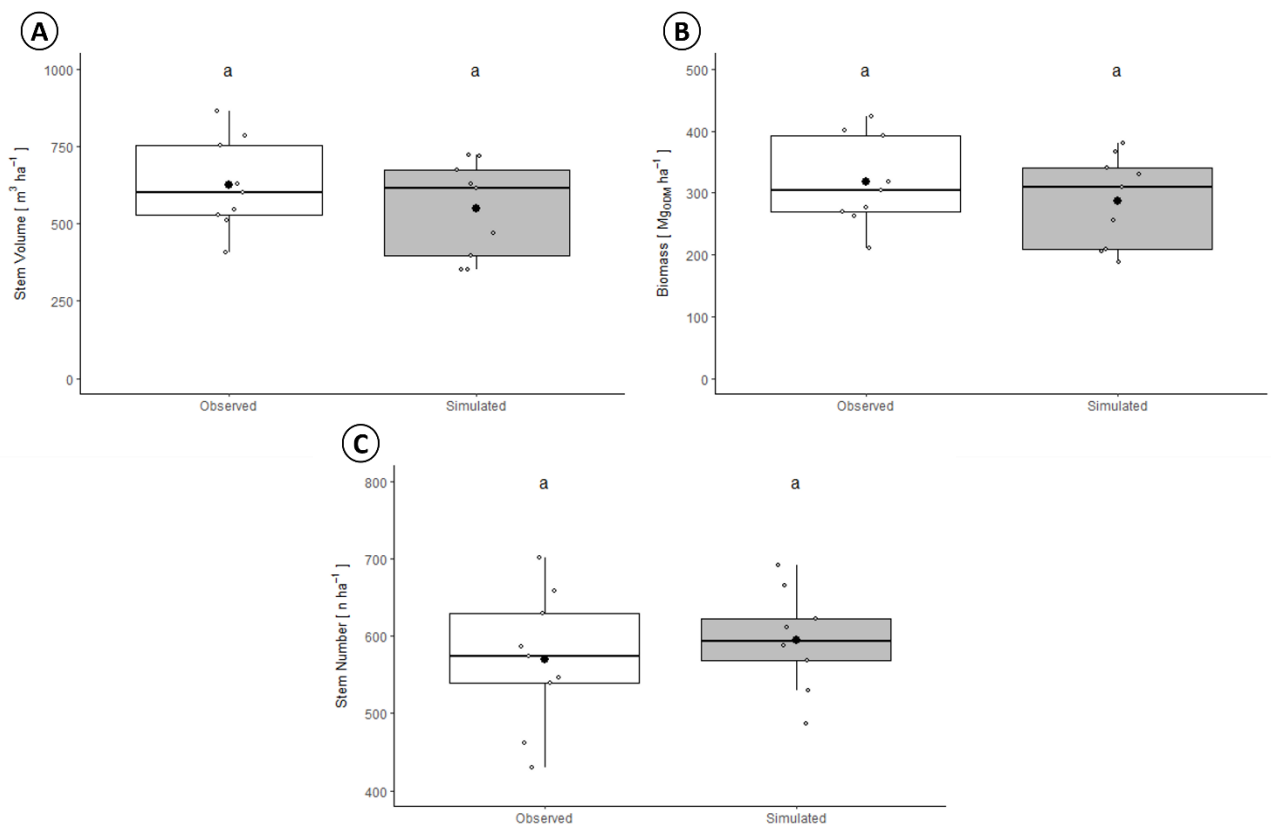 A
B
a
a
1000
750
500
250
0
Stem Volume [ m³ ha⁻¹ ]
Observed
Simulated
a
a
500
400
300
200
100
0
Biomass [ Mg_ODM ha⁻¹ ]
Observed
Simulated
C
a
a
800
700
600
500
400
Stem Number [ n ha⁻¹ ]
Observed
Simulated